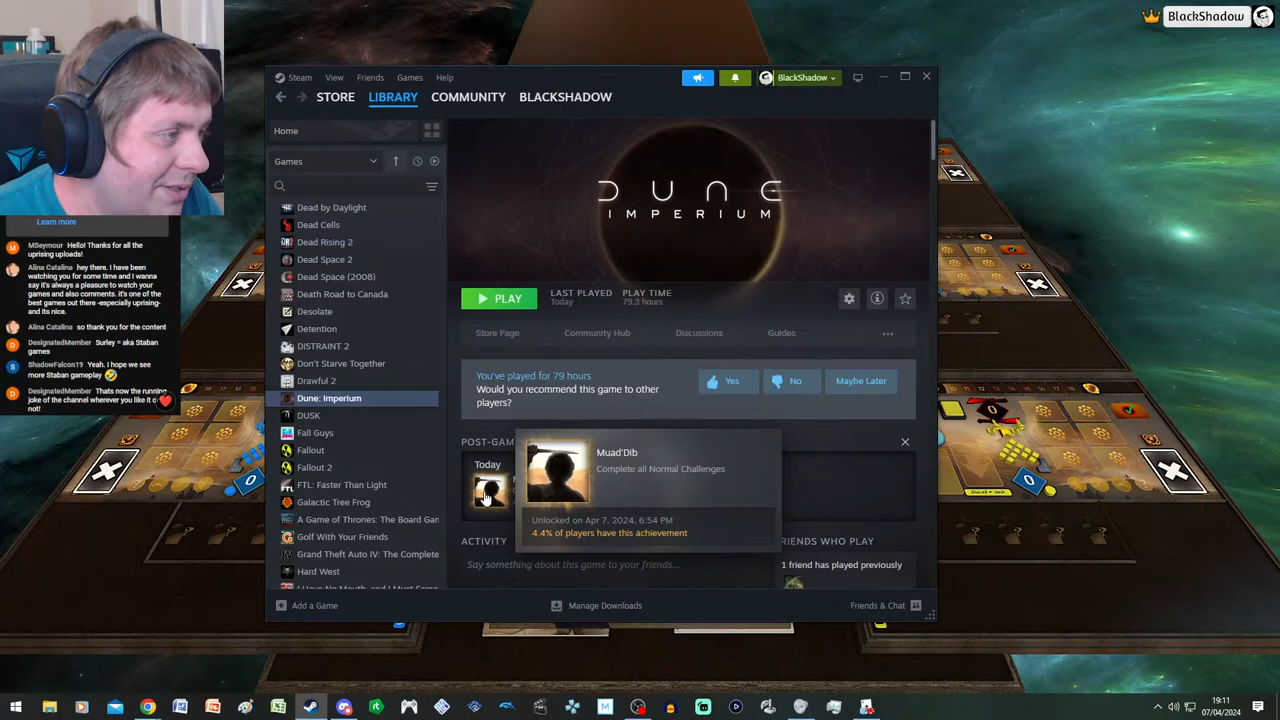 BlackShadow
Steam View Friends Games Help
BlackShadow
STORE LIBRARY COMMUNITY BLACKSHADOW
Home
Games
Dead by Daylight
Dead Cells
Dead Rising 2
Dead Space 2
Dead Space (2008)
Death Road to Canada
Desolate
Detention
DISTRAINT 2
Don't Starve Together
Drawful 2
Dune: Imperium
DUSK
Fall Guys
Fallout
Fallout 2
FTL: Faster Than Light
Galactic Tree Frog
A Game of Thrones: The Board Gan
Golf With Your Friends
Grand Theft Auto IV: The Complete
Hard West
Add a Game
DUNE
IMPERIUM
PLAY
LAST PLAYED
Today
PLAY TIME
79.3 hours
Store Page Community Hub Discussions Guides
You've played for 79 hours
Would you recommend this game to other
players?
Yes No Maybe Later
POST-GAM
Today
Muad'Dib
Complete all Normal Challenges
Unlocked on Apr 7, 2024, 6:54 PM
4.4% of players have this achievement
ACTIVITY
Say something about this game to your friends...
RIENDS WHO PLAY
1 friend has played previously
Manage Downloads
Friends & Chat
Learn more
MSeymour Hello! Thanks for all the
uprising uploads!
Alina Catalina hey there. I have been
watching you for some time and I wanna
say it's always a pleasure to watch your
games and also comments. it's one of the
best games out there -especially uprising-
and its nice.
Alina Catalina so thank you for the content
DesignatedMember Surley = aka Staban
games
ShadowFalcon19 Yeah. I hope we see
more Staban gameplay 🤣
DesignatedMember Thats now the running
joke of the channel wherever you like it o
not!
0
0
0
19:11
07/04/2024